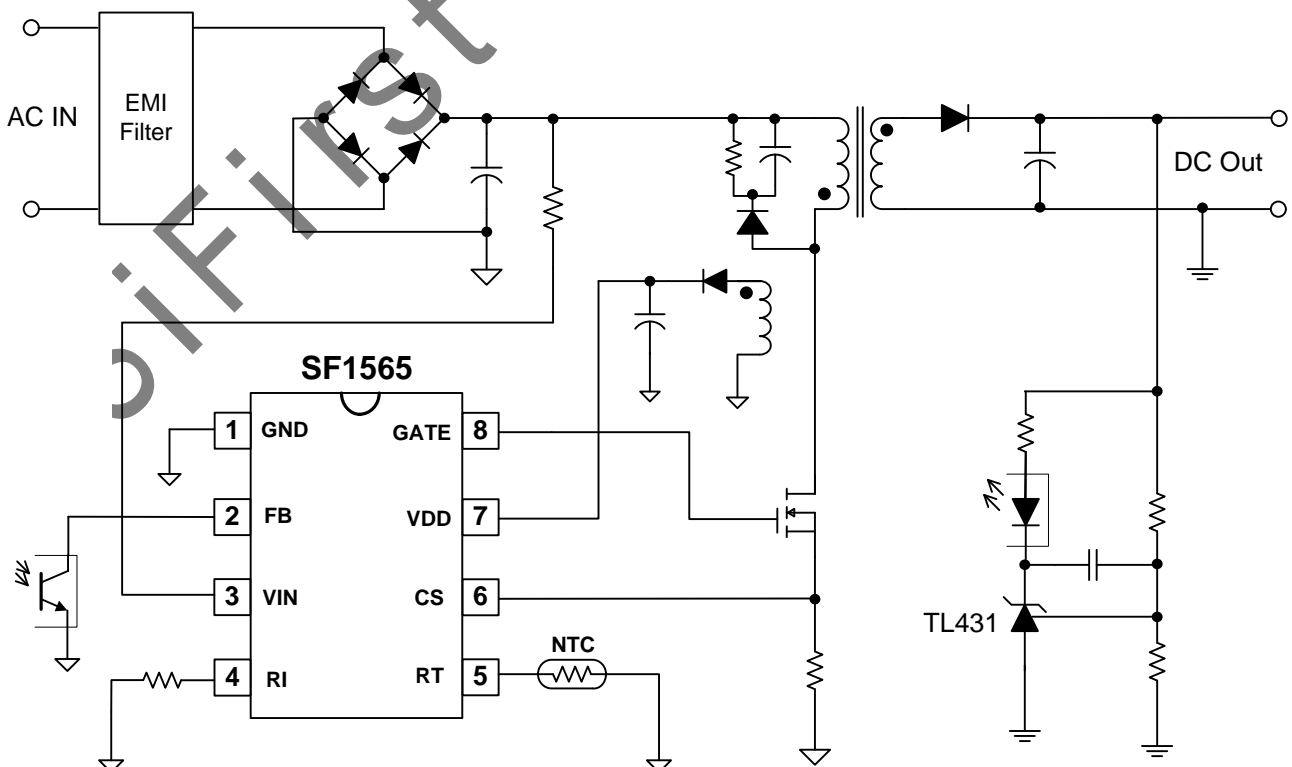 AC IN
EMI
Filter
DC Out
SF1565
1 GND
GATE 8
2 FB
VDD 7
3 VIN
CS 6
4 RI
RT 5
NTC
TL431
iFirst